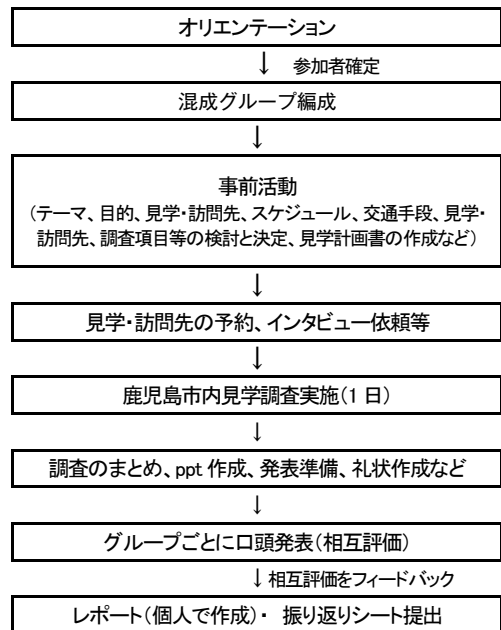 オリエンテーション
↓ 参加者確定
混成グループ編成
↓
事前活動
(テーマ、目的、見学・訪問先、スケジュール、交通手段、見学・
訪問先、調査項目等の検討と決定、見学計画書の作成など)
↓
見学・訪問先の予約、インタビュー依頼等
↓
鹿児島市内見学調査実施(1日)
↓
調査のまとめ、ppt 作成、発表準備、礼状作成など
↓
グループごとに口頭発表(相互評価)
↓相互評価をフィードバック
レポート(個人で作成)・ 振り返りシート提出